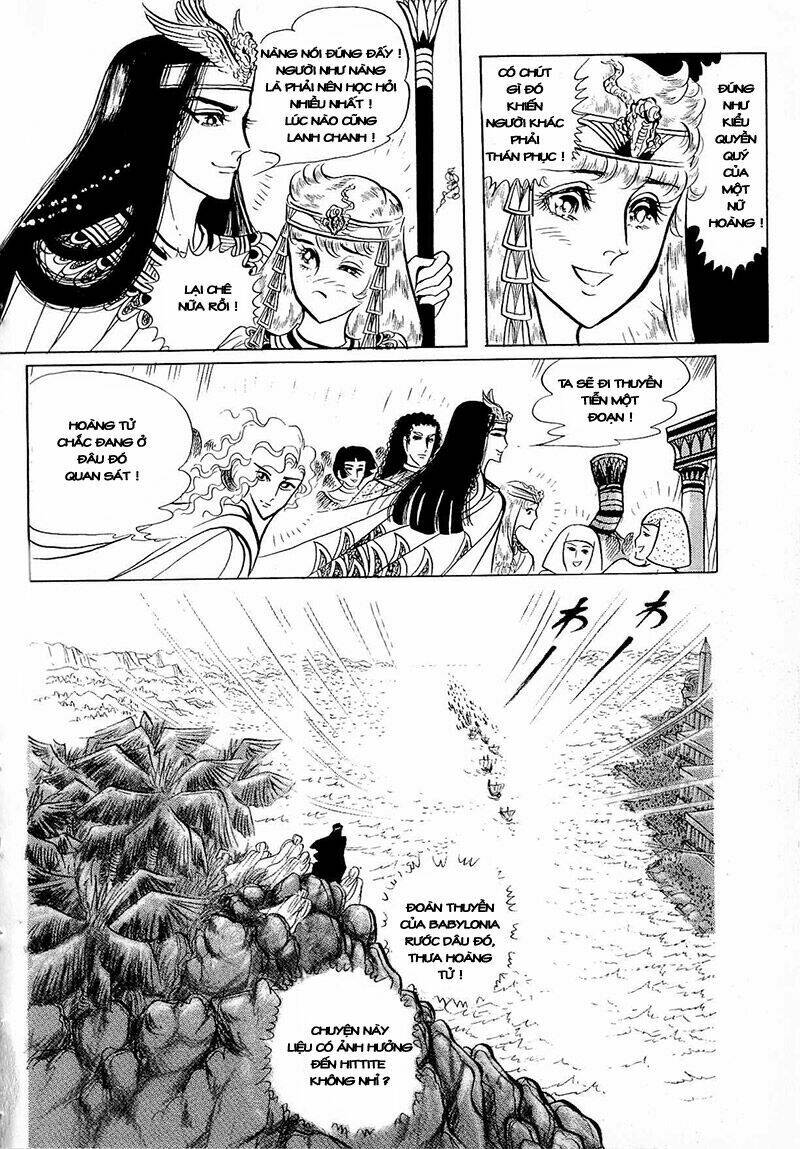 ĐÚNG
NHƯ
KIỂU
QUYỀN
QUÝ
CỦA
MỘT
NỮ
HOÀNG !
CÓ CHÚT
GÌ ĐÓ
KHIẾN
NGƯỜI KHÁC
PHẢI
THÁN PHỤC !
NÀNG NÓI ĐÚNG ĐẤY !
NGƯỜI NHƯ NÀNG
LÀ PHẢI NÊN HỌC HỎI
NHIỀU NHẤT !
LÚC NÀO CŨNG
LANH CHANH !
LẠI CHÊ
NỮA RỒI !
TA SẼ ĐI THUYỀN
TIỄN MỘT
ĐOẠN !
HOÀNG TỬ
CHẮC ĐANG Ở
ĐÂU ĐÓ
QUAN SÁT !
わー
わー
ĐOÀN THUYỀN
CỦA BABYLONIA
RƯỚC DÂU ĐÓ,
THƯA HOÀNG
TỬ !
CHUYỆN NÀY
LIỆU CÓ ẢNH HƯỞNG
ĐẾN HITTITE
KHÔNG NHỈ ?